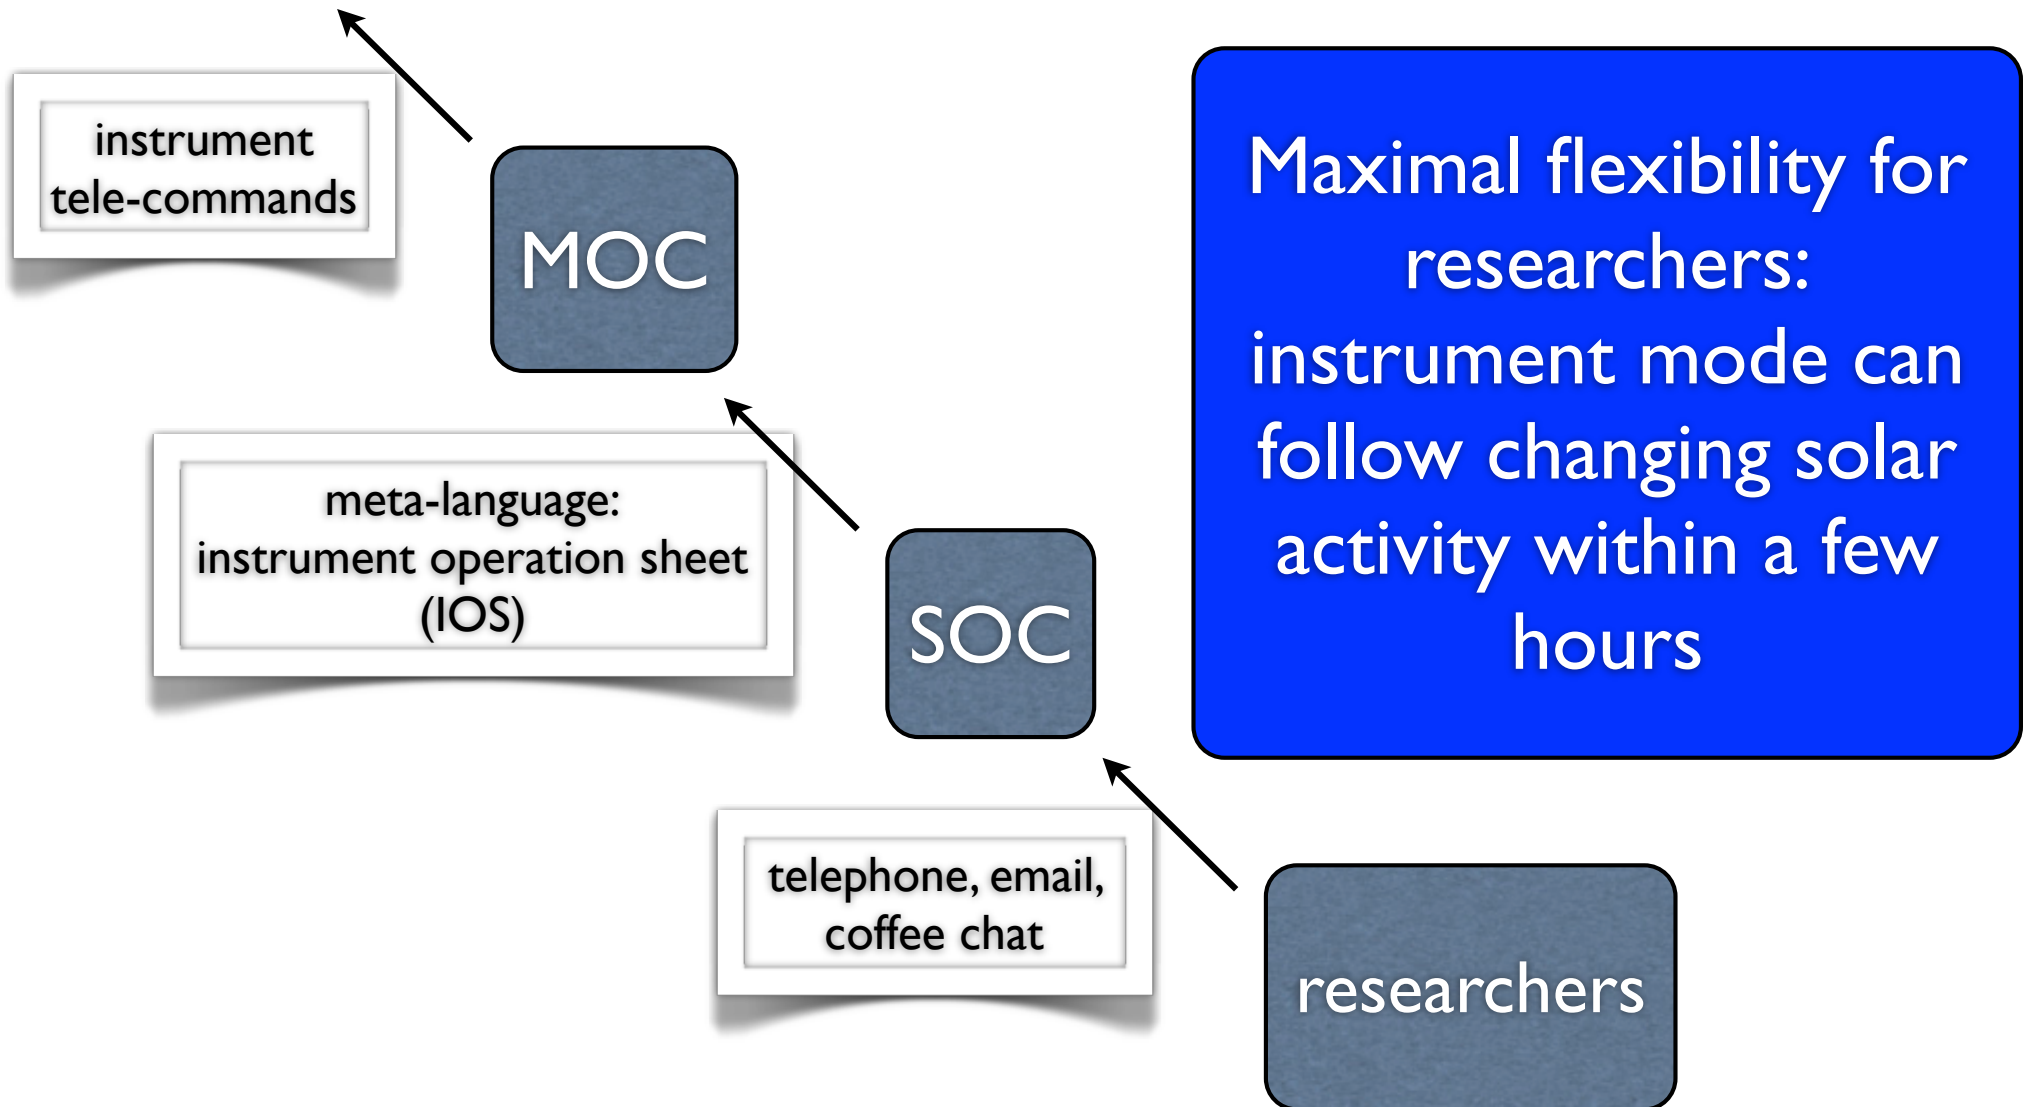 instrument
tele-commands
MOC
meta-language:
instrument operation sheet
(IOS)
SOC
telephone, email,
coffee chat
researchers
Maximal flexibility for
researchers:
instrument mode can
follow changing solar
activity within a few
hours